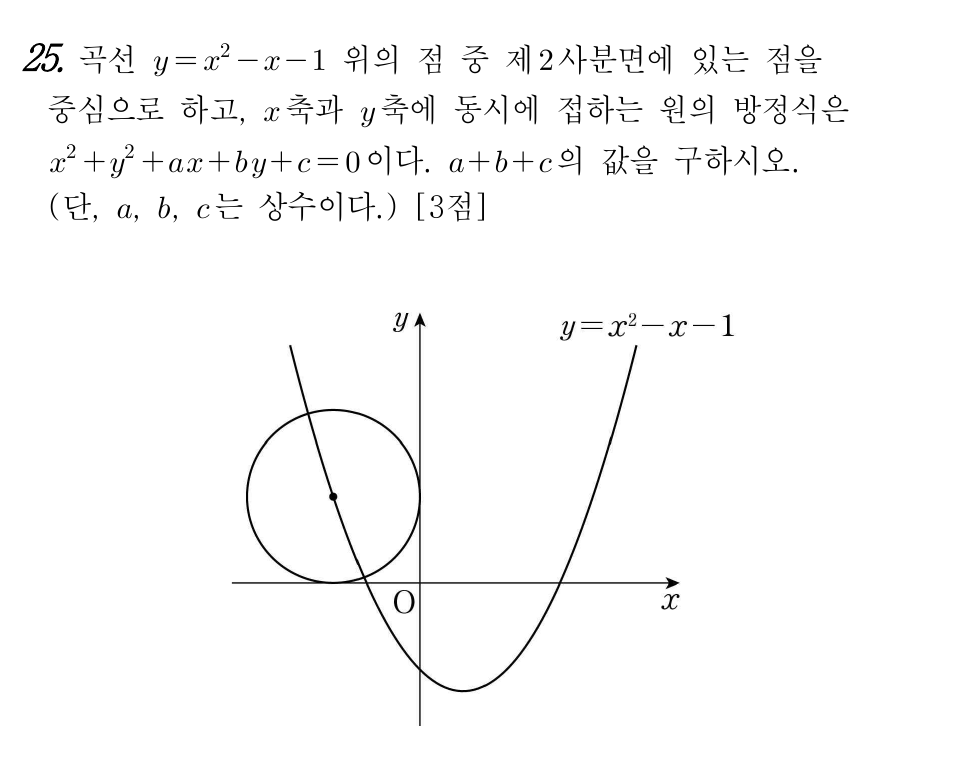 25. 곡선 y=x²-x-1 위의 점 중 제2사분면에 있는 점을
중심으로 하고, x축과 y축에 동시에 접하는 원의 방정식은
x²+y²+ax+by+c=0이다. a+b+c의 값을 구하시오.
(단, a, b, c는 상수이다.) [3점]
y
y=x²-x-1
O
x